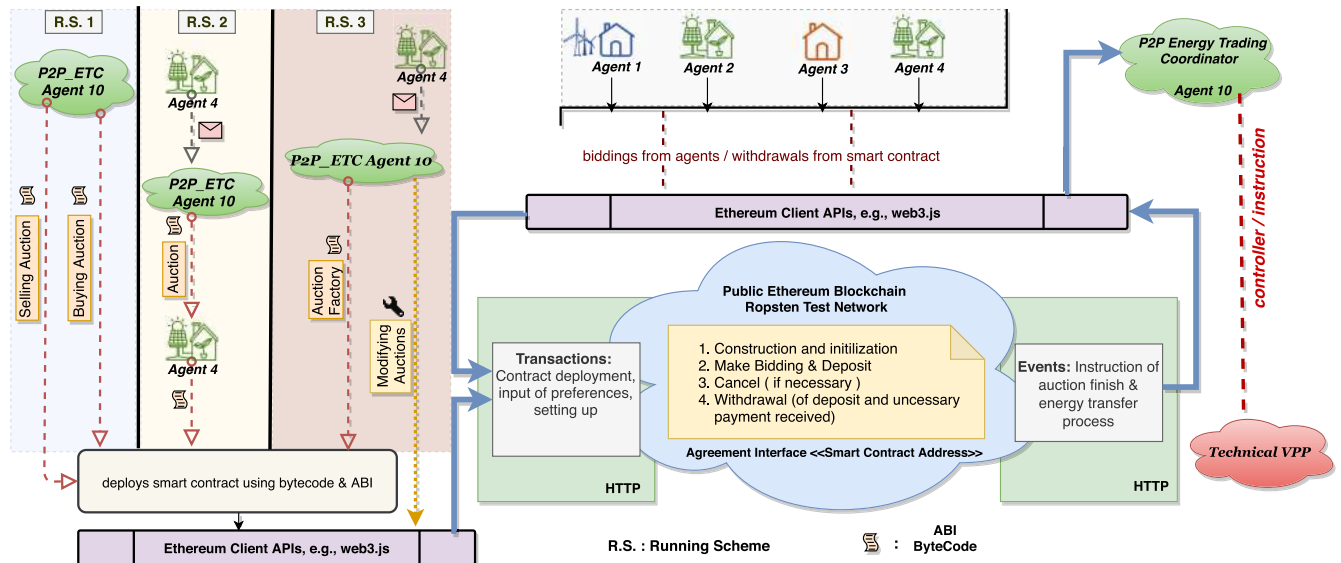 R.S. 1
P2P_ETC
Agent 10
Selling Auction
Buying Auction
R.S. 2
Agent 4
P2P_ETC
Agent 10
Auction
Agent 4
R.S. 3
Agent 4
P2P_ETC Agent 10
Auction
Factory
Modifying
Auctions
deploys smart contract using bytecode & ABI
Ethereum Client APIs, e.g., web3.js
Agent 1
Agent 2
Agent 3
Agent 4
biddings from agents / withdrawals from smart contract
Ethereum Client APIs, e.g., web3.js
P2P Energy Trading
Coordinator
Agent 10
controller / instruction
Technical VPP
Public Ethereum Blockchain
Ropsten Test Network
1. Construction and initilization
2. Make Bidding & Deposit
3. Cancel ( if necessary )
4. Withdrawal (of deposit and uncessary
payment received)
Agreement Interface <<Smart Contract Address>>
Transactions:
Contract deployment,
input of preferences,
setting up
HTTP
Events: Instruction of
auction finish &
energy transfer
process
HTTP
R.S. : Running Scheme
: ABI
ByteCode